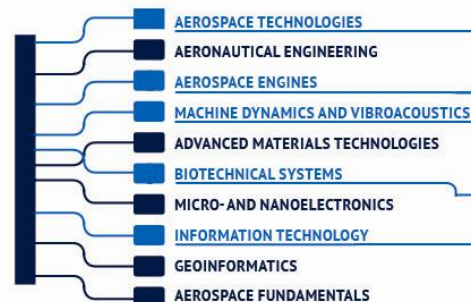 AEROSPACE TECHNOLOGIES
AERONAUTICAL ENGINEERING
AEROSPACE ENGINES
MACHINE DYNAMICS AND VIBROACOUSTICS
ADVANCED MATERIALS TECHNOLOGIES
BIOTECHNICAL SYSTEMS
MICRO- AND NANOELECTRONICS
INFORMATION TECHNOLOGY
GEOINFORMATICS
AEROSPACE FUNDAMENTALS